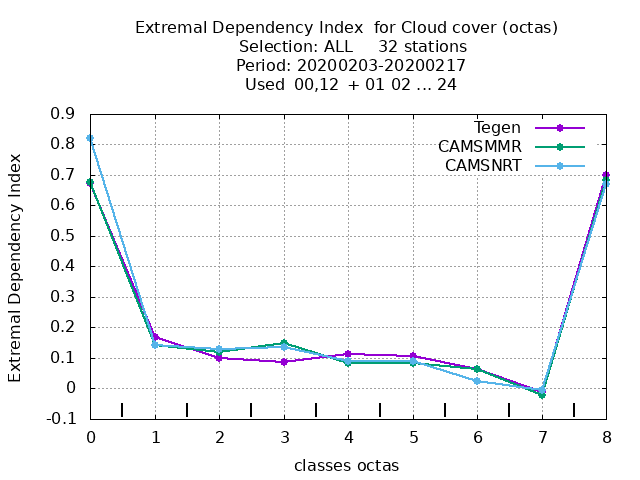 Extremal Dependency Index  for Cloud cover (octas)
Selection: ALL     32 stations
Period: 20200203-20200217
Used  00,12  + 01 02 ... 24
Tegen
CAMSMMR
CAMSNRT
Extremal Dependency Index
0.9
0.8
0.7
0.6
0.5
0.4
0.3
0.2
0.1
0
-0.1
0 1 2 3 4 5 6 7 8
classes octas